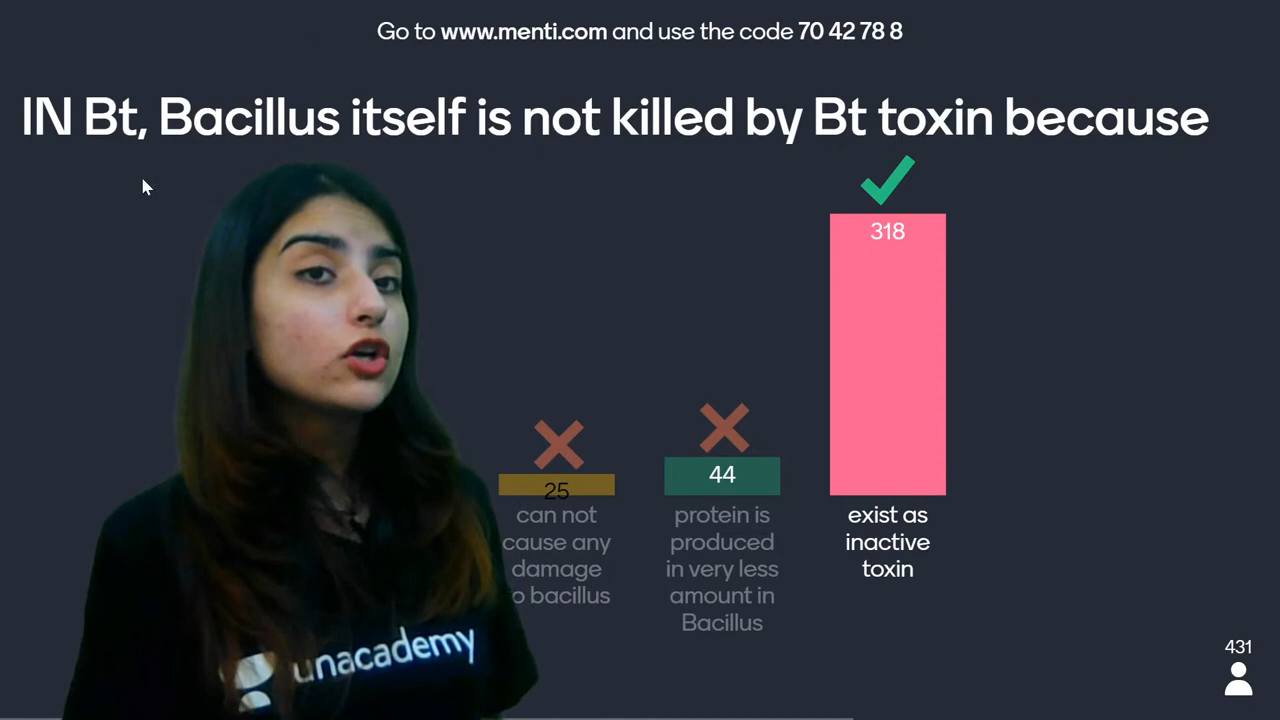 Go to www.menti.com and use the code 70 42 78 8
IN Bt, Bacillus itself is not killed by Bt toxin because
318
44
25
can not
cause any
damage
o bacillus
protein is
produced
in very less
amount in
Bacillus
exist as
inactive
toxin
unacademy
431